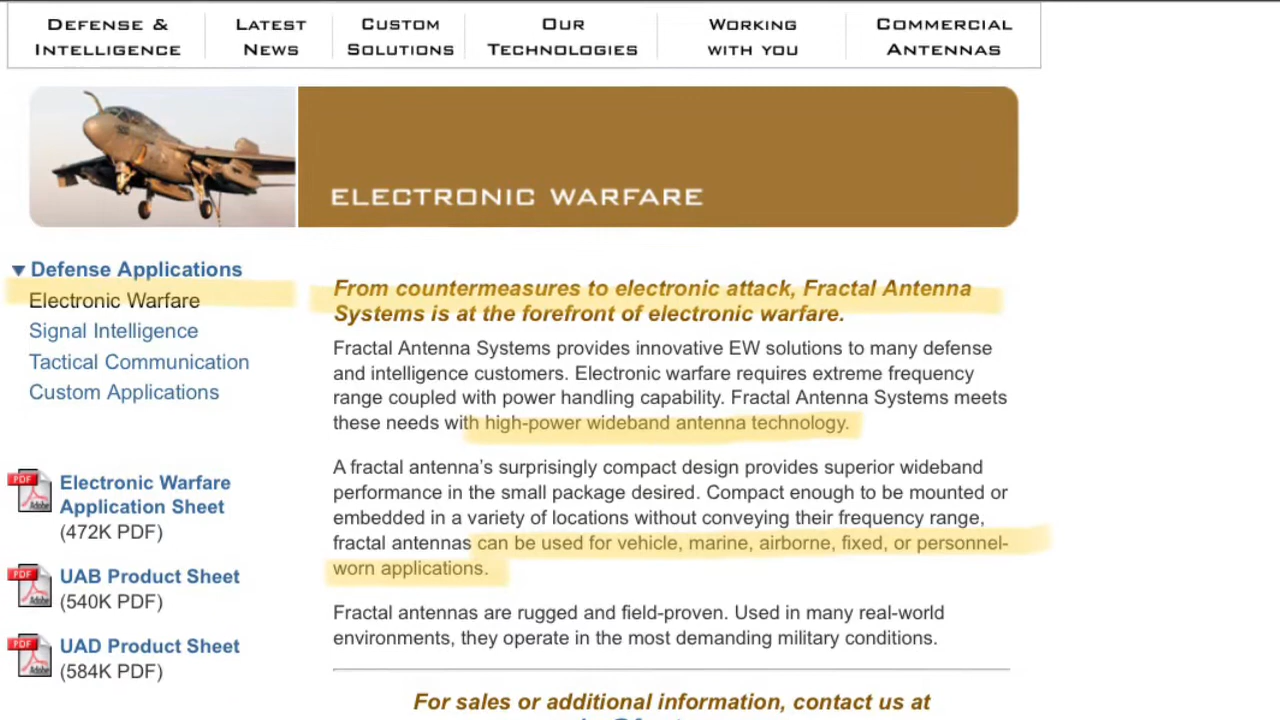 DEFENSE &
INTELLIGENCE
LATEST
NEWS
CUSTOM
SOLUTIONS
OUR
TECHNOLOGIES
WORKING
WITH YOU
COMMERCIAL
ANTENNAS
ELECTRONIC WARFARE
Defense Applications
Electronic Warfare
Signal Intelligence
Tactical Communication
Custom Applications
PDF
Adobe
Electronic Warfare
Application Sheet
(472K PDF)
PDF
Adobe
UAB Product Sheet
(540K PDF)
PDF
Adobe
UAD Product Sheet
(584K PDF)
From countermeasures to electronic attack, Fractal Antenna
Systems is at the forefront of electronic warfare.
Fractal Antenna Systems provides innovative EW solutions to many defense
and intelligence customers. Electronic warfare requires extreme frequency
range coupled with power handling capability. Fractal Antenna Systems meets
these needs with high-power wideband antenna technology.
A fractal antenna’s surprisingly compact design provides superior wideband
performance in the small package desired. Compact enough to be mounted or
embedded in a variety of locations without conveying their frequency range,
fractal antennas can be used for vehicle, marine, airborne, fixed, or personnel-
worn applications.
Fractal antennas are rugged and field-proven. Used in many real-world
environments, they operate in the most demanding military conditions.
For sales or additional information, contact us at